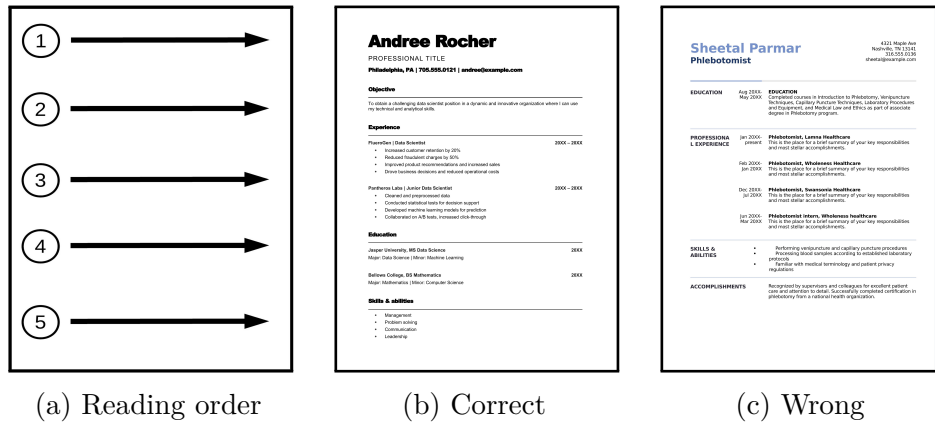 1
2
3
4
5
(a) Reading order
Andree Rocher
PROFESSIONAL TITLE
Philadelphia, PA | 705.555.0121 | andree@example.com
Objective
To obtain a challenging data scientist position in a dynamic and innovative organization where I can use
my technical and analytical skills.
Experience
FluersGen | Data Scientist 20XX – 20XX
• Increased customer retention by 20%
• Reduced fraudulent charges by 50%
• Improved product recommendations and increased sales
• Drove business decisions and reduced operational costs
Pantheros Labs | Junior Data Scientist 20XX – 20XX
• Cleaned and preprocessed data
• Conducted statistical tests for decision support
• Developed machine learning models for prediction
• Collaborated on A/B tests, increased click-through
Education
Jasper University, MS Data Science 20XX
Major: Data Science | Minor: Machine Learning
Bellows College, BS Mathematics 20XX
Major: Mathematics | Minor: Computer Science
Skills & abilities
• Management
• Problem solving
• Communication
• Leadership
(b) Correct
Sheetal Parmar
Phlebotomist
4321 Maple Ave
Nashville, TN 13141
316.555.0136
sheetal@example.com
EDUCATION Aug 20XX- EDUCATION
May 20XX Completed courses in Introduction to Phlebotomy, Venipuncture
Techniques, Capillary Puncture Techniques, Laboratory Procedures
and Equipment, and Medical Law and Ethics as part of associate
degree in Phlebotomy program.
PROFESSIONA Jan 20XX- Phlebotomist, Lamna Healthcare
L EXPERIENCE present This is the place for a brief summary of your key responsibilities
and most stellar accomplishments.
Feb 20XX- Phlebotomist, Wholeness Healthcare
Jan 20XX This is the place for a brief summary of your key responsibilities
and most stellar accomplishments.
Dec 20XX- Phlebotomist, Swansonia Healthcare
Jul 20XX This is the place for a brief summary of your key responsibilities
and most stellar accomplishments.
Jun 20XX- Phlebotomist intern, Wholeness healthcare
Mar 20XX This is the place for a brief summary of your key responsibilities
and most stellar accomplishments.
SKILLS & • Performing venipuncture and capillary puncture procedures
ABILITIES • Processing blood samples according to established laboratory
protocols
• Familiar with medical terminology and patient privacy
regulations
ACCOMPLISHMENTS Recognized by supervisors and colleagues for excellent patient
care and attention to detail. Successfully completed certification in
phlebotomy from a national health organization.
(c) Wrong